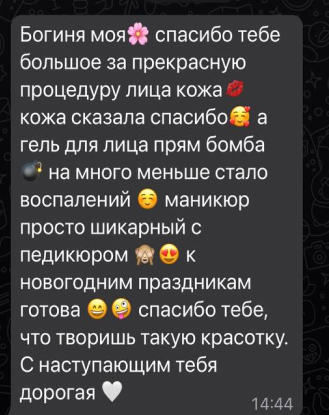 Богиня моя🌸 спасибо тебе
большое за прекрасную
процедуру лица кожа💋
кожа сказала спасибо🥰 а
гель для лица прям бомба
💣 на много меньше стало
воспалений ☺️ маникюр
просто шикарный с
педикюром 🙈😍 к
новогодним праздникам
готова 😄🤪 спасибо тебе,
что творишь такую красотку.
С наступающим тебя
дорогая 🤍
14:44